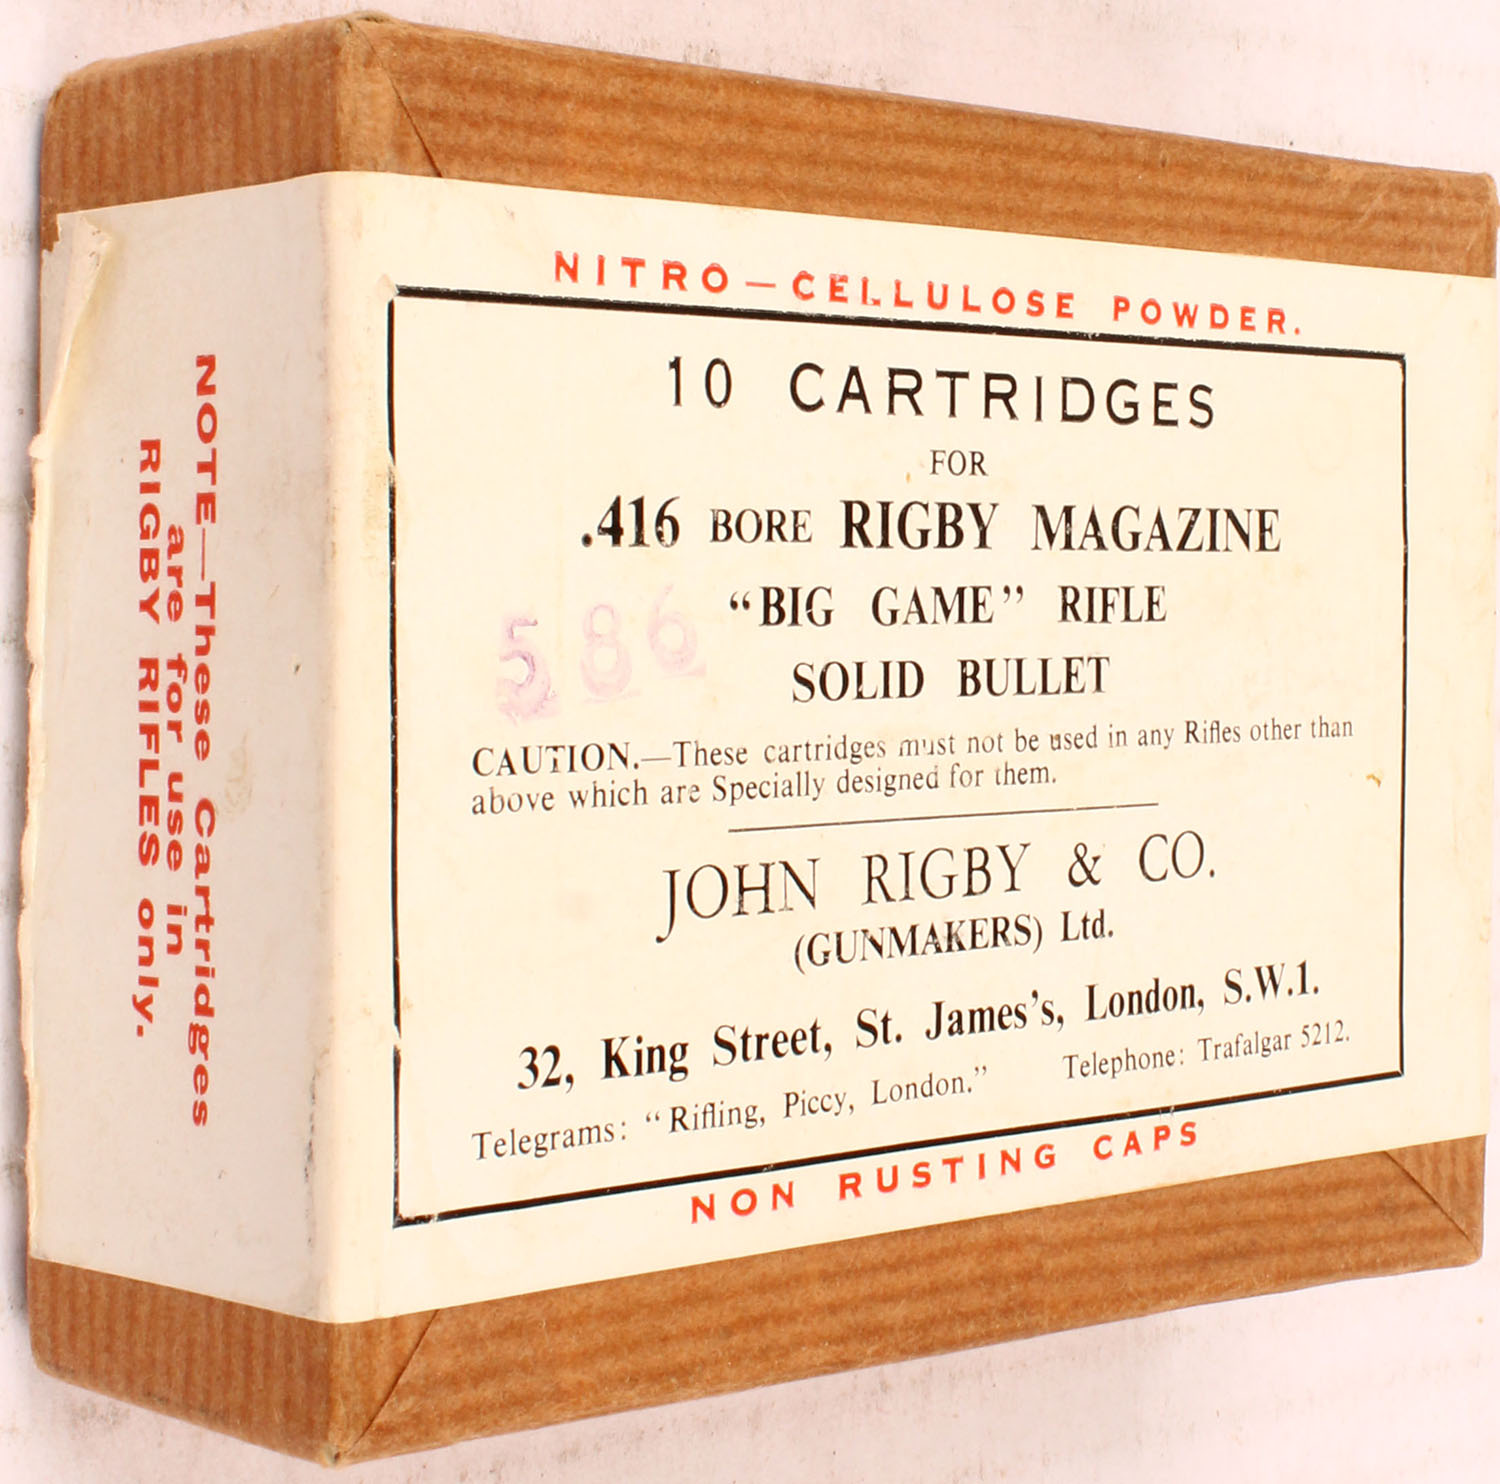 NITRO—CELLULOSE POWDER.
10 CARTRIDGES
FOR
.416 BORE RIGBY MAGAZINE
“BIG GAME” RIFLE
SOLID BULLET
586
CAUTION.—These cartridges must not be used in any Rifles other than
above which are Specially designed for them.
JOHN RIGBY & CO.
(GUNMAKERS) Ltd.
32, King Street, St. James’s, London, S.W.1.
Telegrams: “Rifling, Piccy, London.” Telephone: Trafalgar 5212.
NON RUSTING CAPS
NOTE—These Cartridges
are for use in
RIGBY RIFLES only.